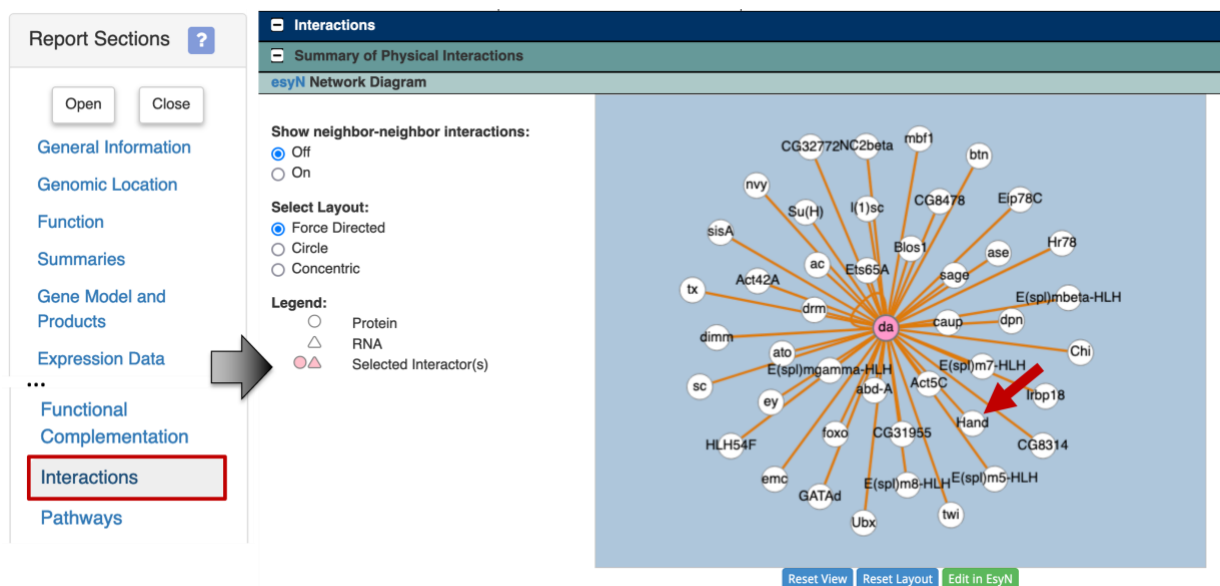 Report Sections ?
Open Close
General Information
Genomic Location
Function
Summaries
Gene Model and
Products
Expression Data
...
Functional
Complementation
Interactions
Pathways
Interactions
Summary of Physical Interactions
esyN Network Diagram
Show neighbor-neighbor interactions:
Off
On
Select Layout:
Force Directed
Circle
Concentric
Legend:
Protein
RNA
Selected Interactor(s)
CG32772 NC2beta mbf1
btn
nvy
Su(H) l(1)sc CG8478 Eip78C
sisA
Blos1 ase Hr78
ac Ets65A sage
Act42A
tx
E(spl)mbeta-HLH
drm
da caup dpn
dimm
ato Chi
E(spl)mgamma-HLH E(spl)m7-HLH
sc abd-A Act5C
ey Irbp18
Hand
HLH54F foxo CG31955 CG8314
emc E(spl)m8-HLH E(spl)m5-HLH
GATAd
Ubx twi
Reset View Reset Layout Edit in EsyN